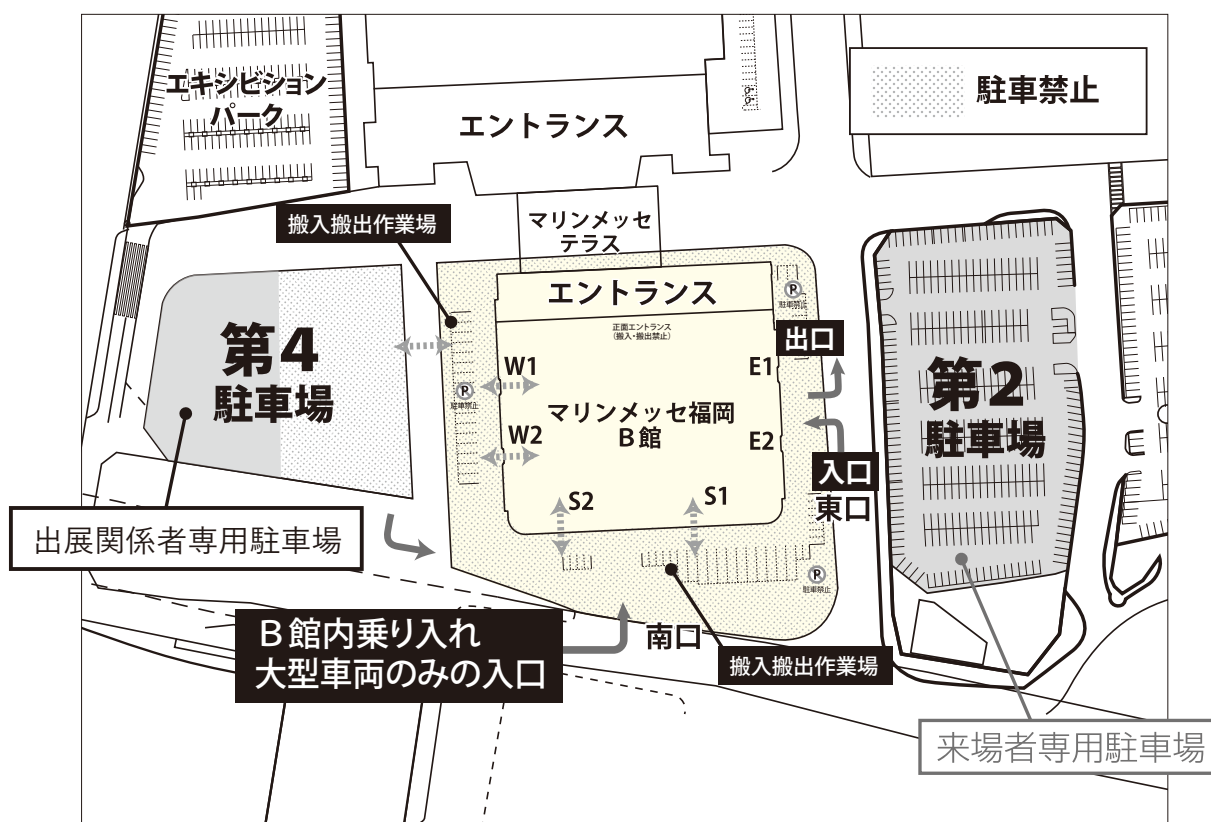 エキシビション
パーク
エントランス
駐車禁止
搬入搬出作業場
マリンメッセ
テラス
エントランス
正面エントランス
(搬入・搬出禁止)
P
駐車禁止
出口
第4
駐車場
W1
E1
第2
駐車場
P
駐車禁止
マリンメッセ福岡
B館
W2
E2
入口
東口
S2
S1
出展関係者専用駐車場
P
駐車禁止
B館内乗り入れ
大型車両のみの入口
南口
搬入搬出作業場
来場者専用駐車場